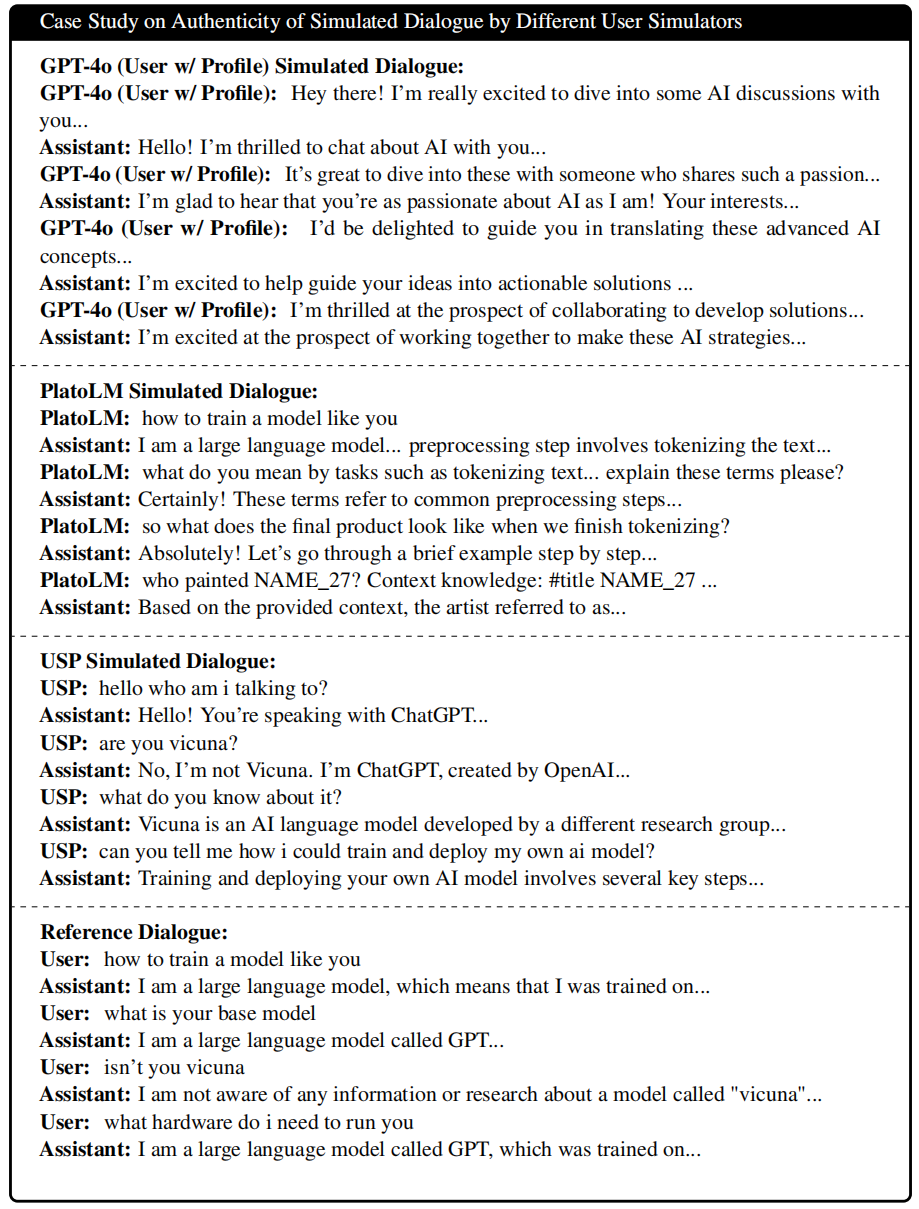 Case Study on Authenticity of Simulated Dialogue by Different User Simulators
GPT-4o (User w/ Profile) Simulated Dialogue:
GPT-4o (User w/ Profile): Hey there! I'm really excited to dive into some AI discussions with
you...
Assistant: Hello! I'm thrilled to chat about AI with you...
GPT-4o (User w/ Profile): It's great to dive into these with someone who shares such a passion...
Assistant: I'm glad to hear that you're as passionate about AI as I am! Your interests...
GPT-4o (User w/ Profile): I'd be delighted to guide you in translating these advanced AI
concepts...
Assistant: I'm excited to help guide your ideas into actionable solutions ...
GPT-4o (User w/ Profile): I'm thrilled at the prospect of collaborating to develop solutions...
Assistant: I'm excited at the prospect of working together to make these AI strategies...
PlatoLM Simulated Dialogue:
PlatoLM: how to train a model like you
Assistant: I am a large language model... preprocessing step involves tokenizing the text...
PlatoLM: what do you mean by tasks such as tokenizing text... explain these terms please?
Assistant: Certainly! These terms refer to common preprocessing steps...
PlatoLM: so what does the final product look like when we finish tokenizing?
Assistant: Absolutely! Let's go through a brief example step by step...
PlatoLM: who painted NAME_27? Context knowledge: #title NAME_27 ...
Assistant: Based on the provided context, the artist referred to as...
USP Simulated Dialogue:
USP: hello who am i talking to?
Assistant: Hello! You're speaking with ChatGPT...
USP: are you vicuna?
Assistant: No, I'm not Vicuna. I'm ChatGPT, created by OpenAI...
USP: what do you know about it?
Assistant: Vicuna is an AI language model developed by a different research group...
USP: can you tell me how i could train and deploy my own ai model?
Assistant: Training and deploying your own AI model involves several key steps...
Reference Dialogue:
User: how to train a model like you
Assistant: I am a large language model, which means that I was trained on...
User: what is your base model
Assistant: I am a large language model called GPT...
User: isn't you vicuna
Assistant: I am not aware of any information or research about a model called "vicuna"...
User: what hardware do i need to run you
Assistant: I am a large language model called GPT, which was trained on...